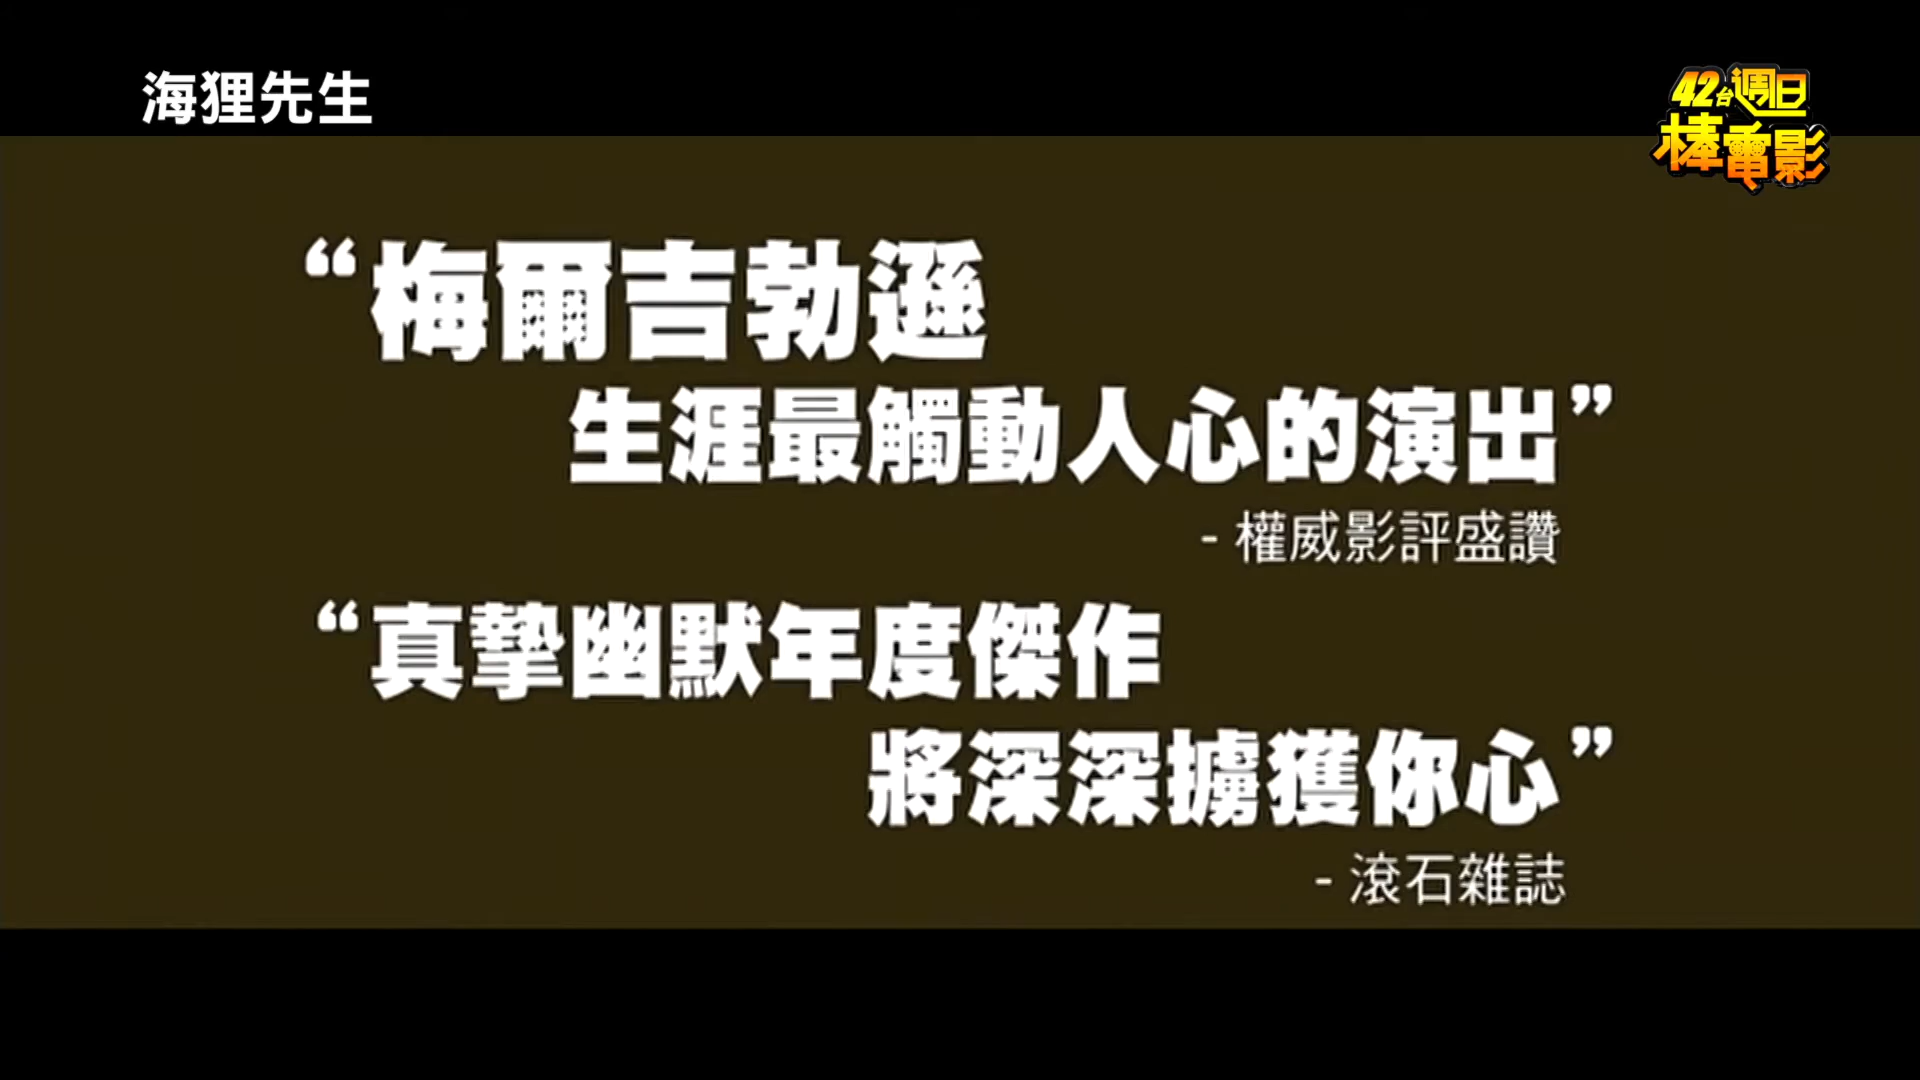 海狸先生
42台週日
棒電影
“梅爾吉勃遜
生涯最觸動人心的演出”
- 權威影評盛讚
“真摯幽默年度傑作
將深深擄獲你心”
- 滾石雜誌